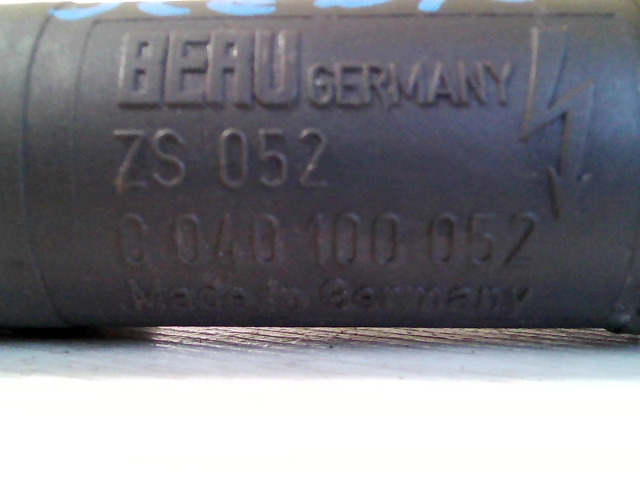 BERU GERMANY
ZS 052
0 040 100 052
Made in Germany